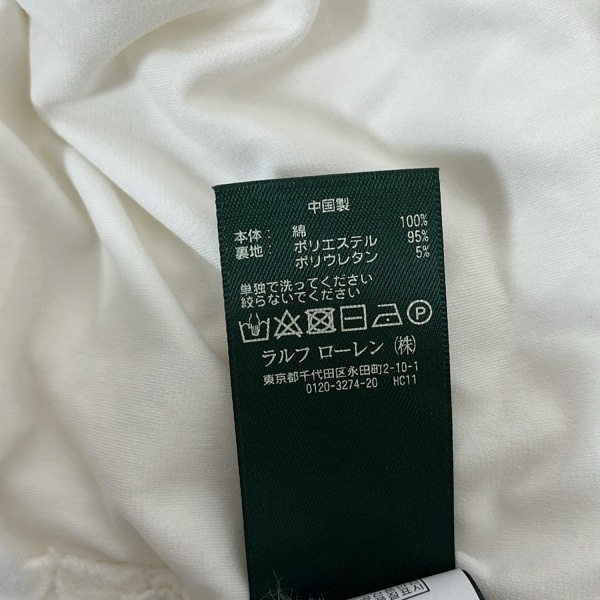 中国製
本体： 綿 100%
裏地： ポリエステル 95%
ポリウレタン 5%
単独で洗ってください
絞らないでください
P
ラルフ ローレン (株)
東京都千代田区永田町2-10-1
0120-3274-20 HC11